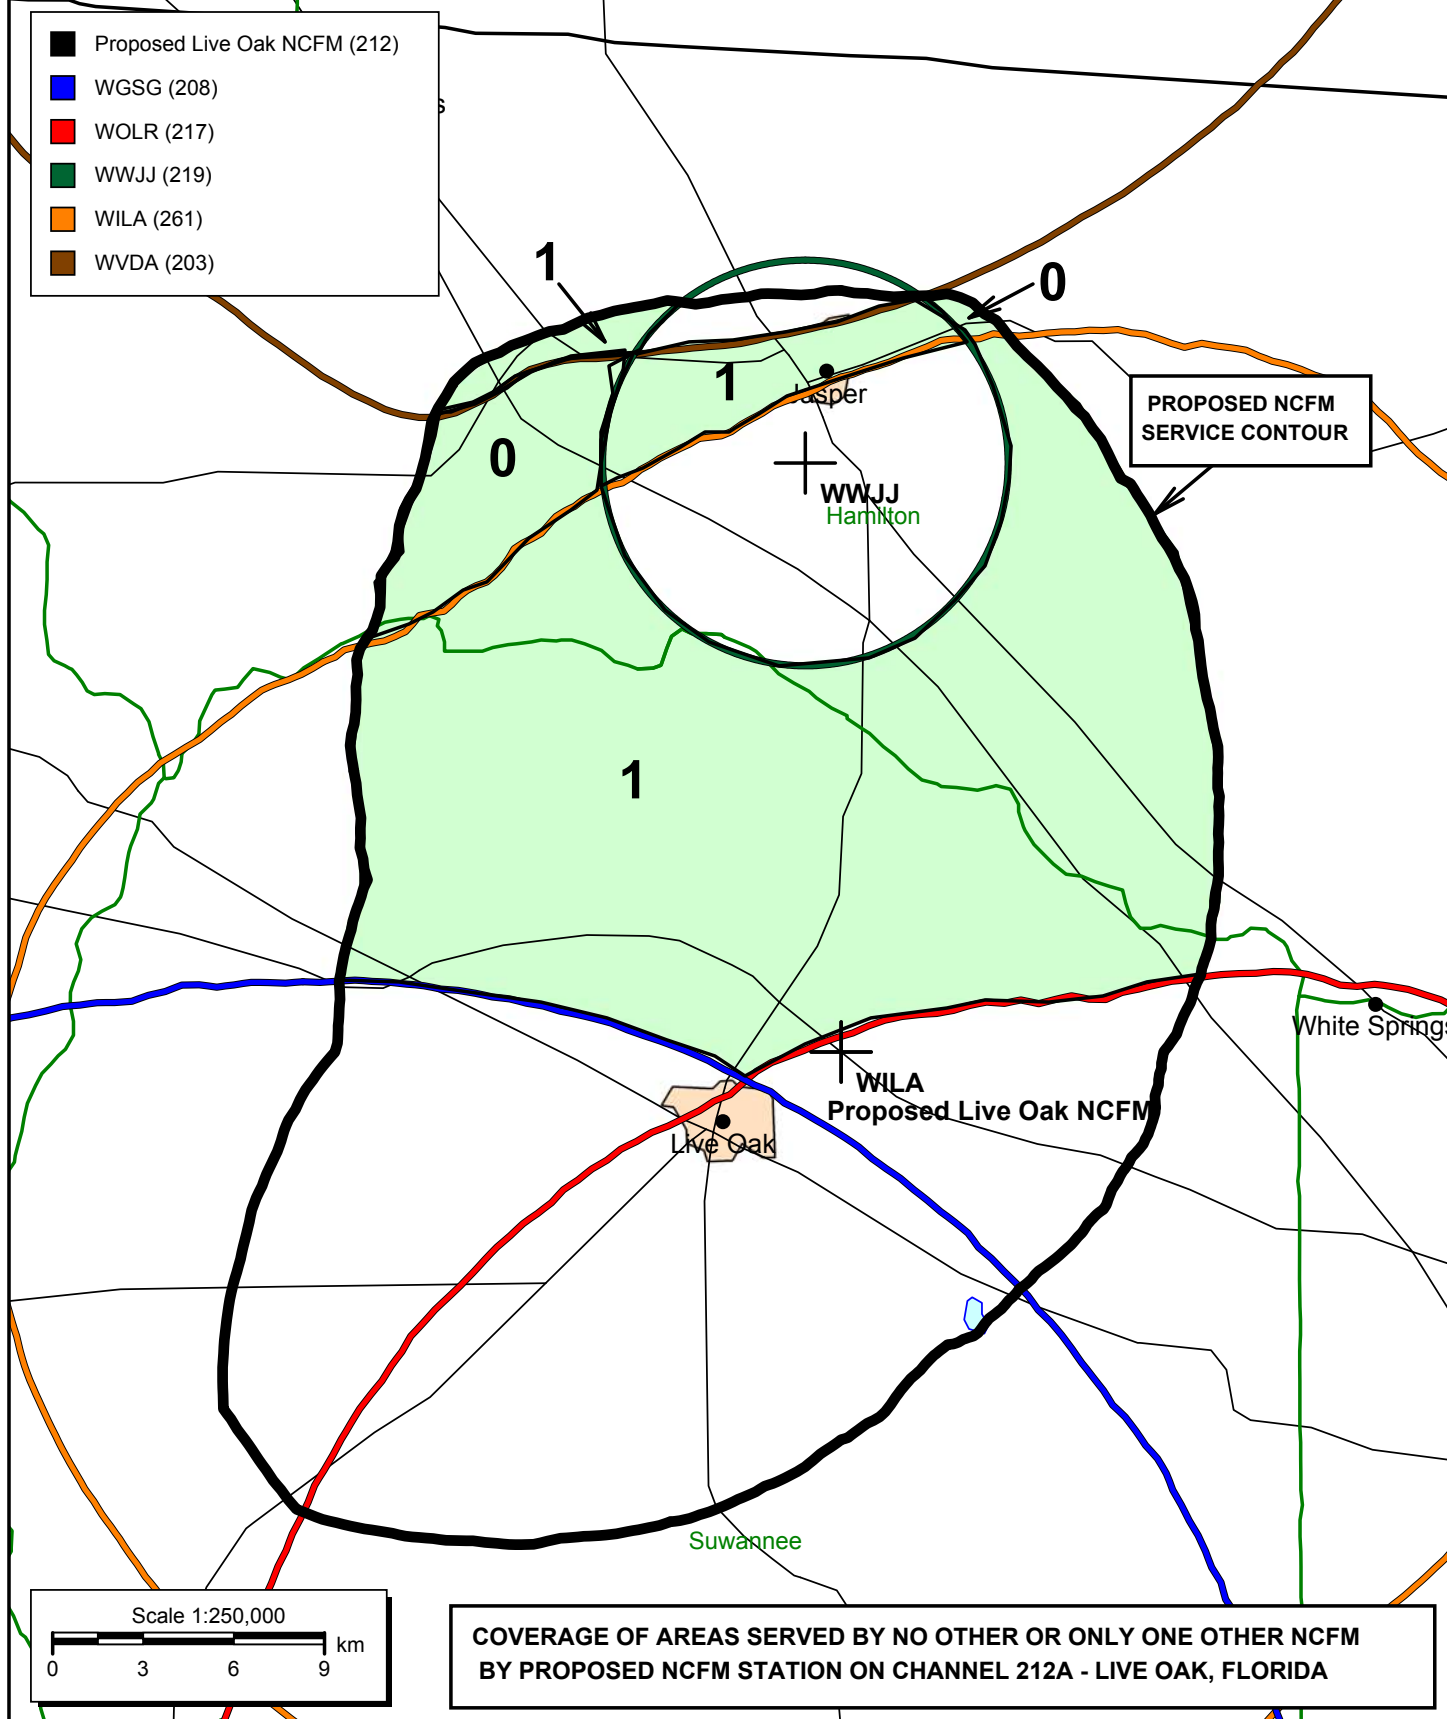 Proposed Live Oak NCFM (212)
WGSG (208)
WOLR (217)
WWJJ (219)
WILA (261)
WVDA (203)
s
1
0
1
Jasper
0
PROPOSED NCFM
SERVICE CONTOUR
WWJJ
Hamilton
1
White Springs
WILA
Proposed Live Oak NCFM
Live Oak
Suwannee
Scale 1:250,000
km
0 3 6 9
COVERAGE OF AREAS SERVED BY NO OTHER OR ONLY ONE OTHER NCFM
BY PROPOSED NCFM STATION ON CHANNEL 212A - LIVE OAK, FLORIDA